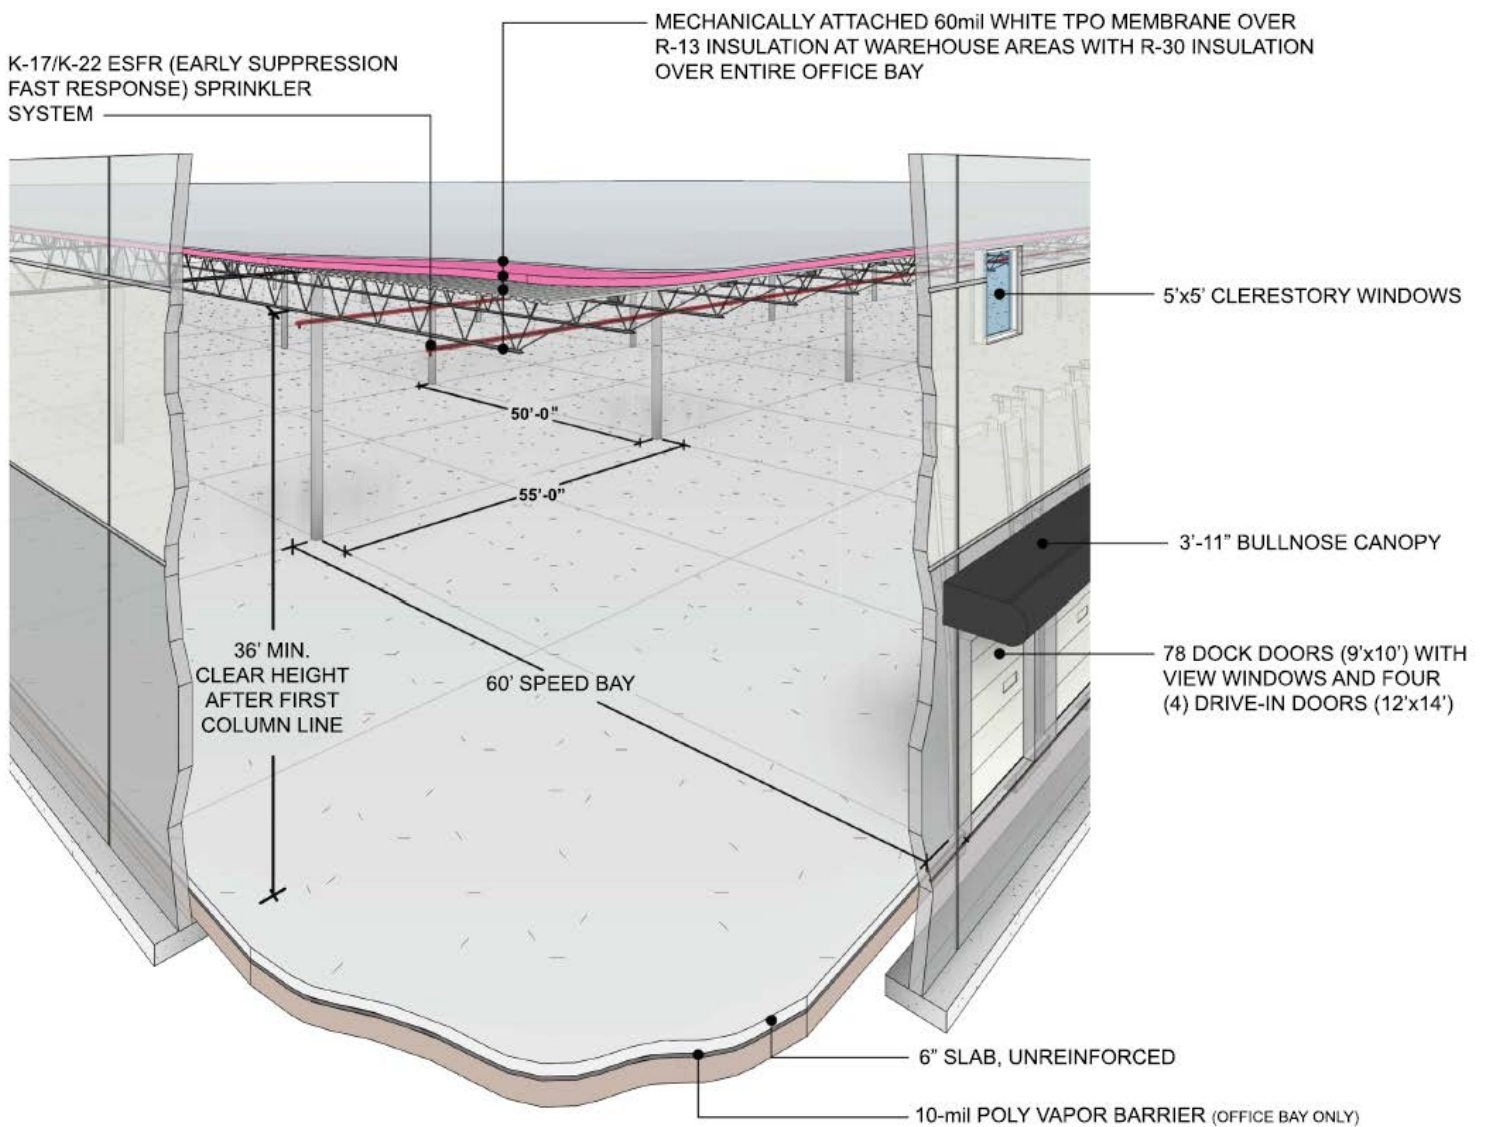 MECHANICALLY ATTACHED 60mil WHITE TPO MEMBRANE OVER
R-13 INSULATION AT WAREHOUSE AREAS WITH R-30 INSULATION
OVER ENTIRE OFFICE BAY
K-17/K-22 ESFR (EARLY SUPPRESSION
FAST RESPONSE) SPRINKLER
SYSTEM
5'x5' CLERESTORY WINDOWS
50'-0"
55'-0"
3'-11" BULLNOSE CANOPY
36' MIN.
CLEAR HEIGHT
AFTER FIRST
COLUMN LINE
60' SPEED BAY
78 DOCK DOORS (9'x10') WITH
VIEW WINDOWS AND FOUR
(4) DRIVE-IN DOORS (12'x14')
6" SLAB, UNREINFORCED
10-mil POLY VAPOR BARRIER (OFFICE BAY ONLY)